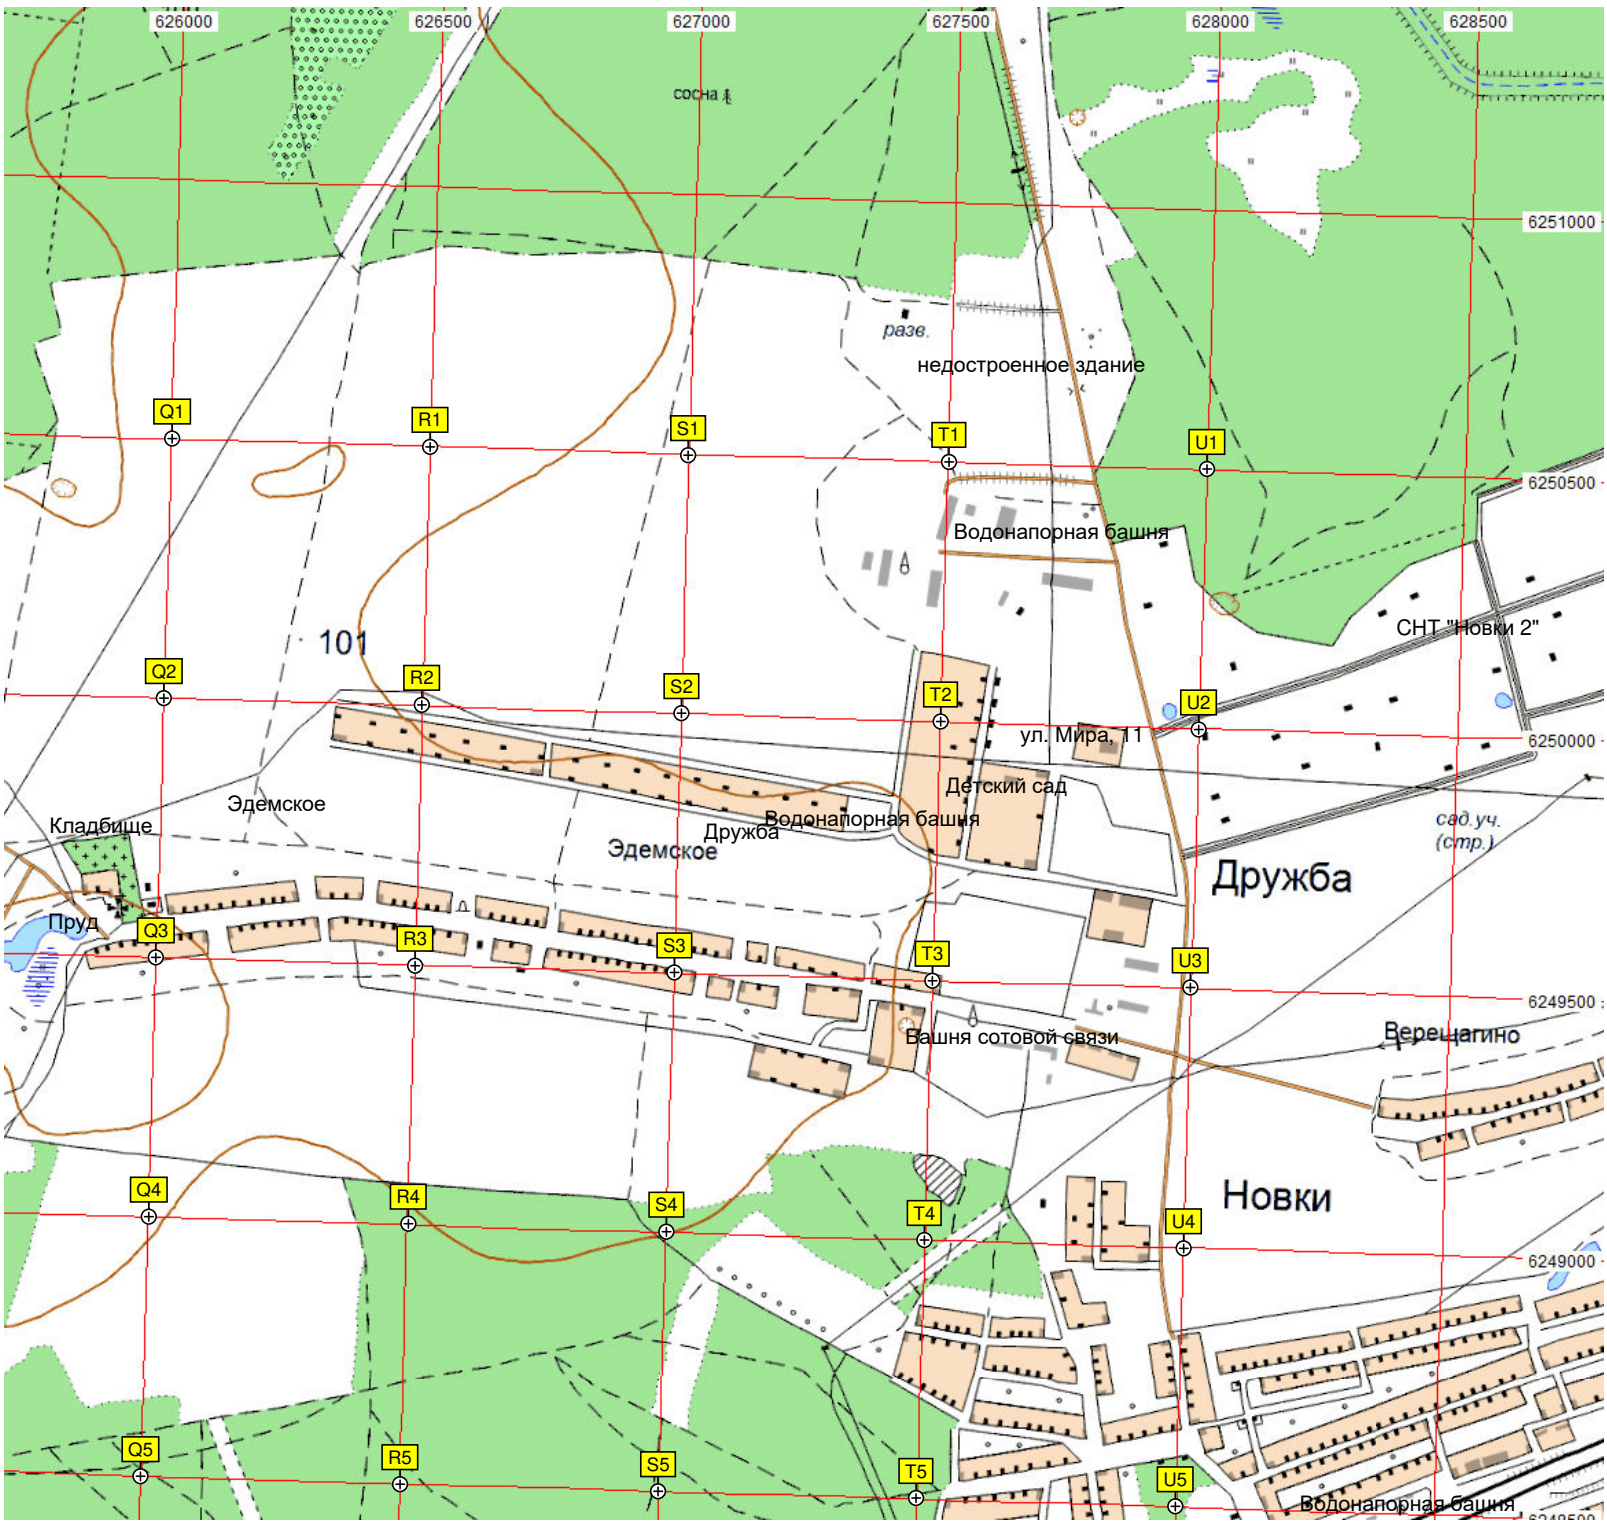 626000 626500 627000 627500 628000 628500
сосна
6251000
разв.
недостроенное здание
Q1 R1 S1 T1 U1
6250500
Водонапорная башня
СНТ "Новки 2"
101
Q2 R2 S2 T2 U2
ул. Мира, 11
6250000
Детский сад
Эдемское
Кладбище
Водонапорная башня
Дружба
Эдемское
сад.уч.
(стр.)
Дружба
Пруд
Q3 R3 S3 T3 U3
6249500
Башня сотовой связи
Верещагино
Q4 R4 S4 T4 U4
Новки
6249000
Q5 R5 S5 T5 U5
Водонапорная башня
6248500